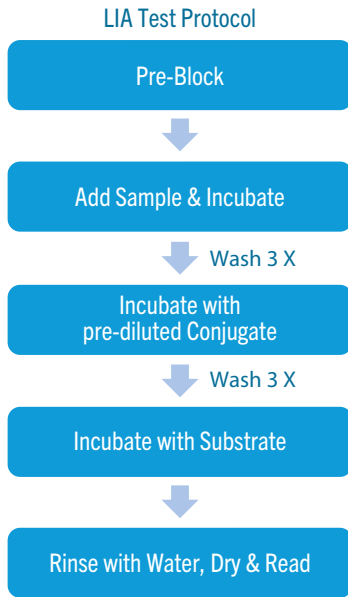 LIA Test Protocol
Pre-Block
Add Sample & Incubate
Wash 3 X
Incubate with
pre-diluted Conjugate
Wash 3 X
Incubate with Substrate
Rinse with Water, Dry & Read